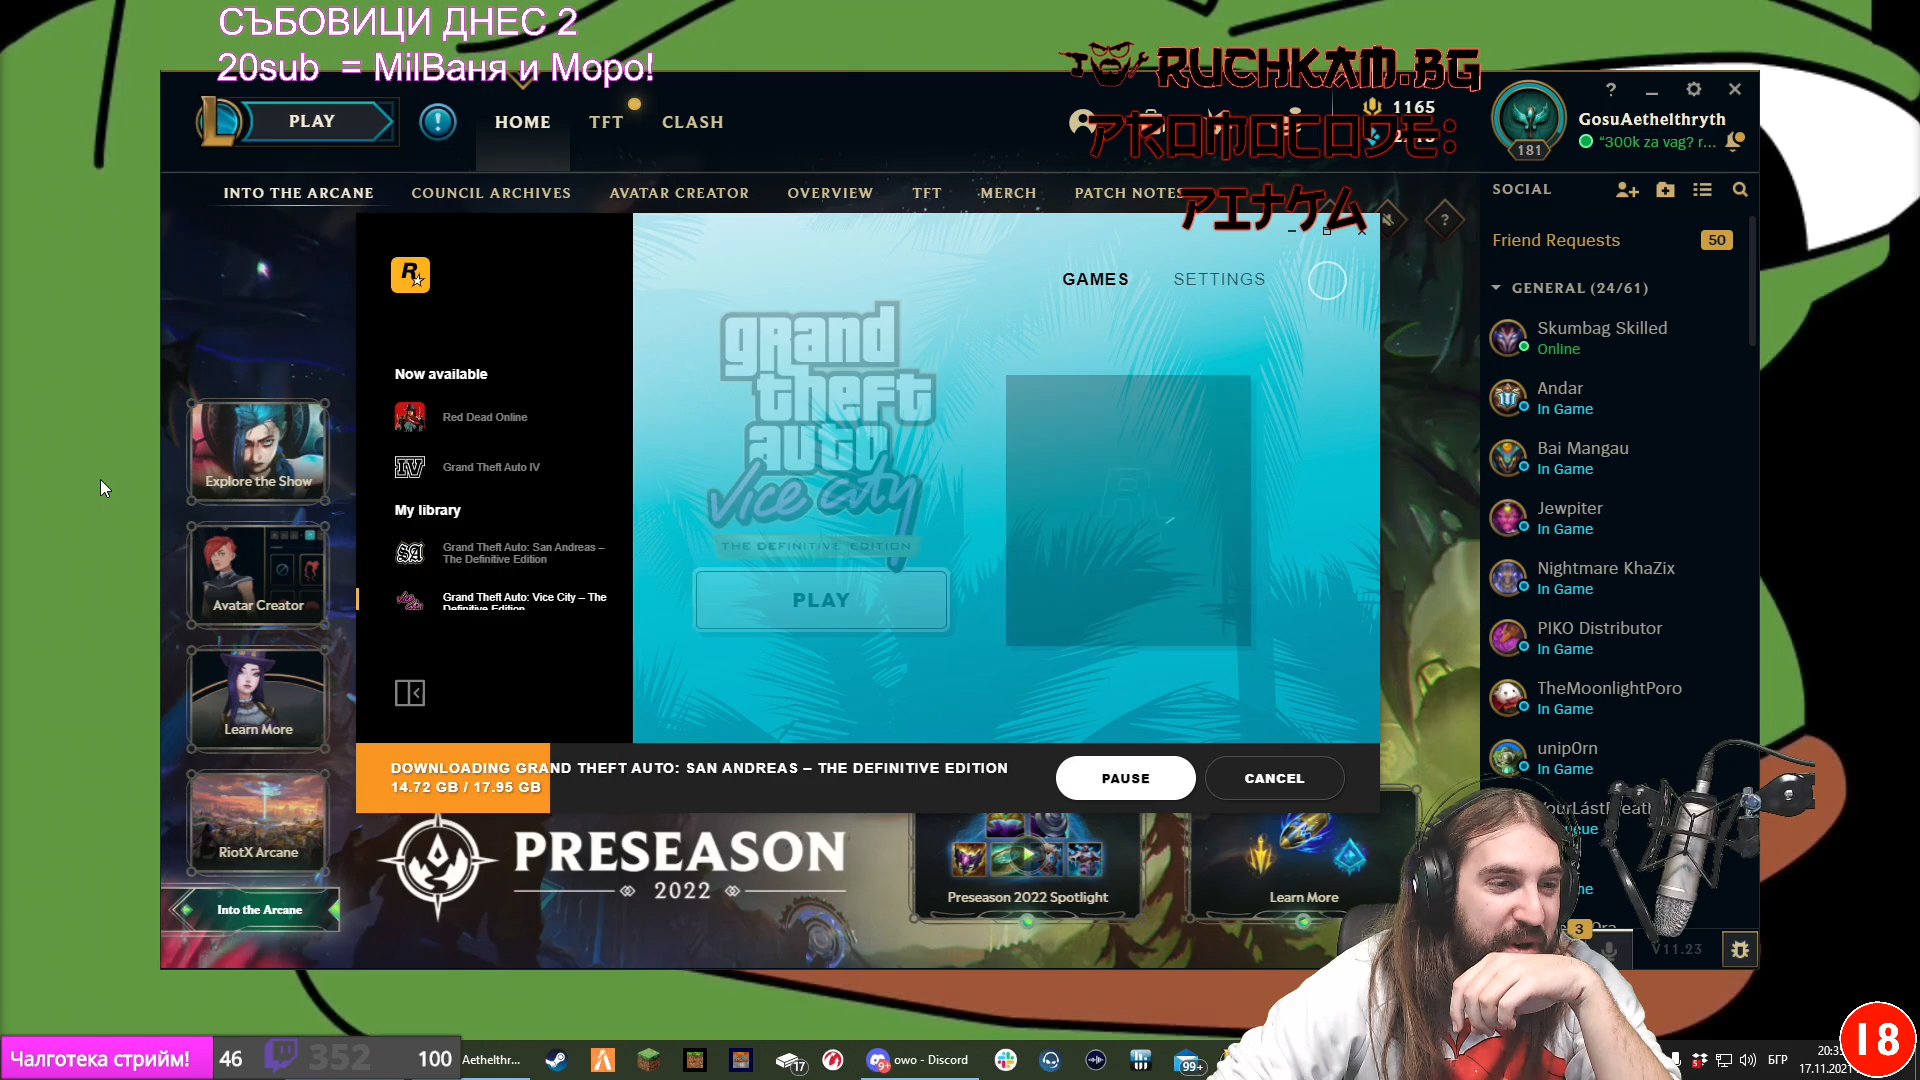 СЪБОВИЦИ ДНЕС 2
20sub = MilВаня и Моро!
RUCHKAM.BG
PROMOCODE:
PLAY
HOME
TFT
CLASH
1165
181
GosuAethelthryth
"300k za vag? r...
INTO THE ARCANE
COUNCIL ARCHIVES
AVATAR CREATOR
OVERVIEW
TFT
MERCH
PATCH NOTES
SOCIAL
Friend Requests
50
GENERAL (24/61)
Skumbag Skilled
Online
Andar
In Game
Bai Mangau
In Game
Jewpiter
In Game
Nightmare KhaZix
In Game
PIKO Distributor
In Game
TheMoonlightPoro
In Game
unip0rn
In Game
GAMES
SETTINGS
Now available
Red Dead Online
Grand Theft Auto IV
My library
Grand Theft Auto: San Andreas –
The Definitive Edition
Grand Theft Auto: Vice City – The
Definitive Edition
grand
theft
auto
vice city
THE DEFINITIVE EDITION
PLAY
DOWNLOADING GRAND THEFT AUTO: SAN ANDREAS – THE DEFINITIVE EDITION
14.72 GB / 17.95 GB
PAUSE
CANCEL
Explore the Show
Avatar Creator
Learn More
RiotX Arcane
Into the Arcane
PRESEASON
2022
Preseason 2022 Spotlight
Learn More
3
V11.23
Чалготека стрийм!
46
352
100
Aethelthr...
17
9+
owo - Discord
99+
БГР
17.11.2021
18